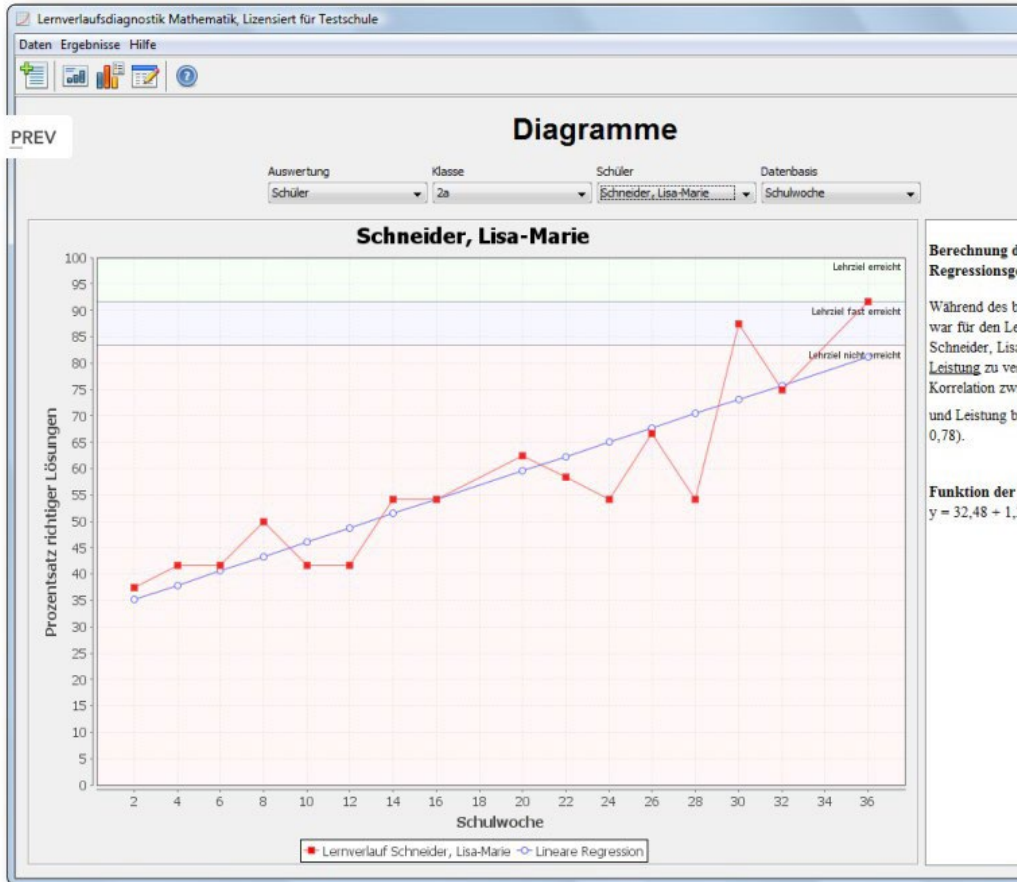 Lernverlaufsdiagnostik Mathematik, Lizensiert für Testschule
Daten Ergebnisse Hilfe
PREV
Diagramme
Auswertung Klasse Schüler Datenbasis
Schüler 2a Schneider, Lisa-Marie Schulwoche
Schneider, Lisa-Marie
Prozentsatz richtiger Lösungen
100
95
90
85
80
75
70
65
60
55
50
45
40
35
30
25
20
15
10
5
0
Lehrziel erreicht
Lehrziel fast erreicht
Lehrziel nicht erreicht
2 4 6 8 10 12 14 16 18 20 22 24 26 28 30 32 34 36
Schulwoche
Lernverlauf Schneider, Lisa-Marie Lineare Regression
Berechnung d
Regressionsge
Während des b
war für den Le
Schneider, Lisa
Leistung zu ve
Korrelation zw
und Leistung b
0,78).
Funktion der
y = 32,48 + 1,